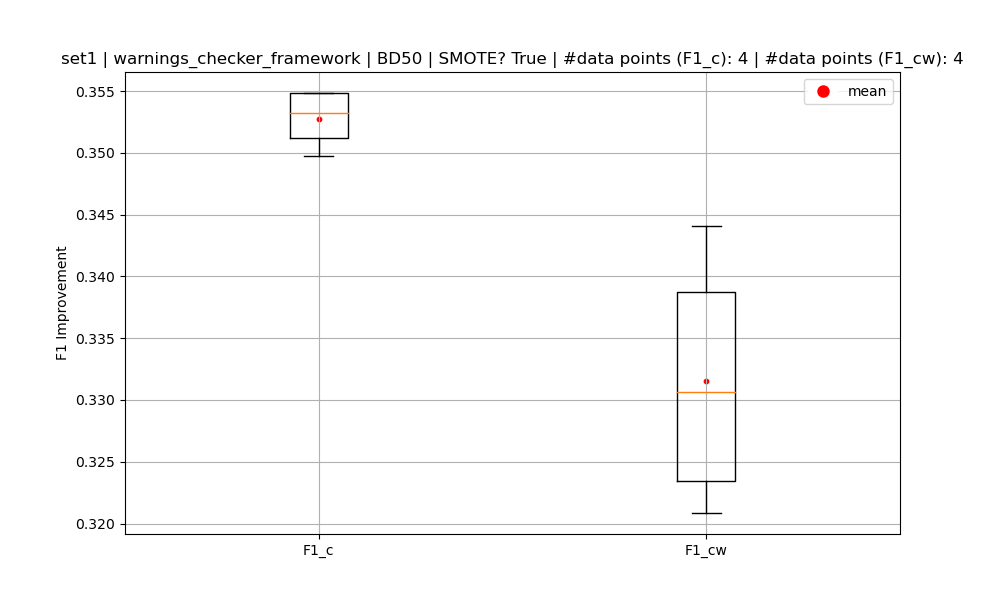 set1 | warnings_checker_framework | BD50 | SMOTE? True | #data points (F1_c): 4 | #data points (F1_cw): 4
mean
0.355
0.350
0.345
0.340
0.335
0.330
0.325
0.320
F1 Improvement
F1_c
F1_cw